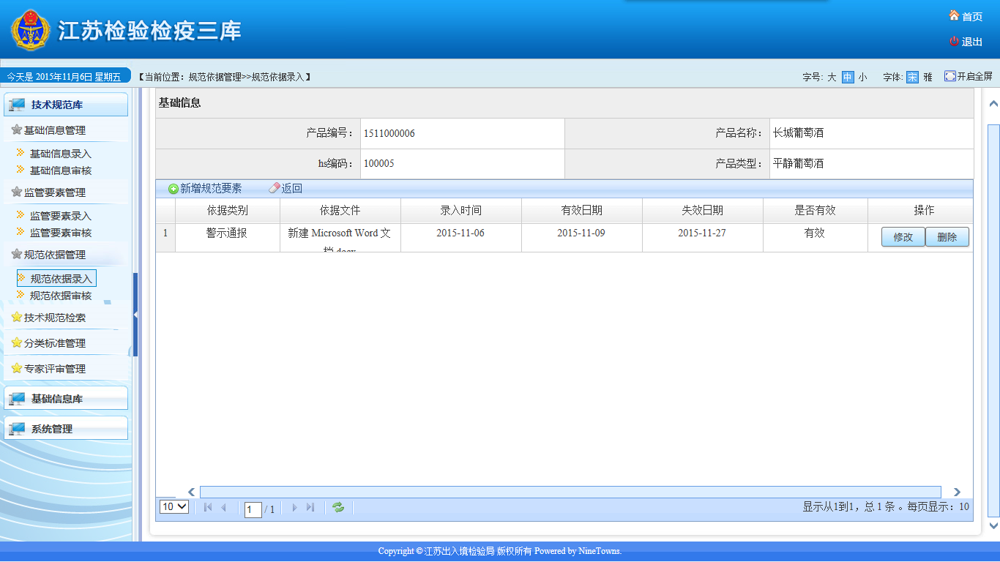 江苏检验检疫三库
首页
退出
今天是 2015年11月6日 星期五
【当前位置：规范依据管理>>规范依据录入】
字号: 大 中 小 字体: 宋 雅 开启全屏
技术规范库
基础信息管理
基础信息录入
基础信息审核
监管要素管理
监管要素录入
监管要素审核
规范依据管理
规范依据录入
规范依据审核
技术规范检索
分类标准管理
专家评审管理
基础信息库
系统管理
基础信息
产品编号： 1511000006 产品名称： 长城葡萄酒
hs编码： 100005 产品类型： 平静葡萄酒
新增规范要素 返回
依据类别 依据文件 录入时间 有效日期 失效日期 是否有效 操作
1 警示通报 新建 Microsoft Word 文 2015-11-06 2015-11-09 2015-11-27 有效 修改 删除
档.docx
10 1 / 1 显示从1到1，总 1 条 。每页显示：10
Copyright © 江苏出入境检验局 版权所有 Powered by NineTowns.